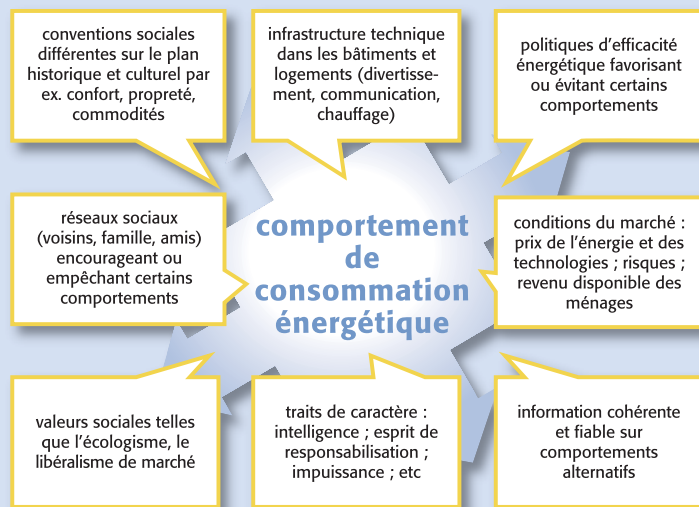 conventions sociales
différentes sur le plan
historique et culturel par
ex. confort, propreté,
commodités
infrastructure technique
dans les bâtiments et
logements (divertisse-
ment, communication,
chauffage)
politiques d’efficacité
énergétique favorisant
ou évitant certains
comportements
réseaux sociaux
(voisins, famille, amis)
encourageant ou
empêchant certains
comportements
comportement
de
consommation
énergétique
conditions du marché :
prix de l’énergie et des
technologies ; risques ;
revenu disponible des
ménages
valeurs sociales telles
que l’écologisme, le
libéralisme de marché
traits de caractère :
intelligence ; esprit de
responsabilisation ;
impuissance ; etc
information cohérente
et fiable sur
comportements
alternatifs